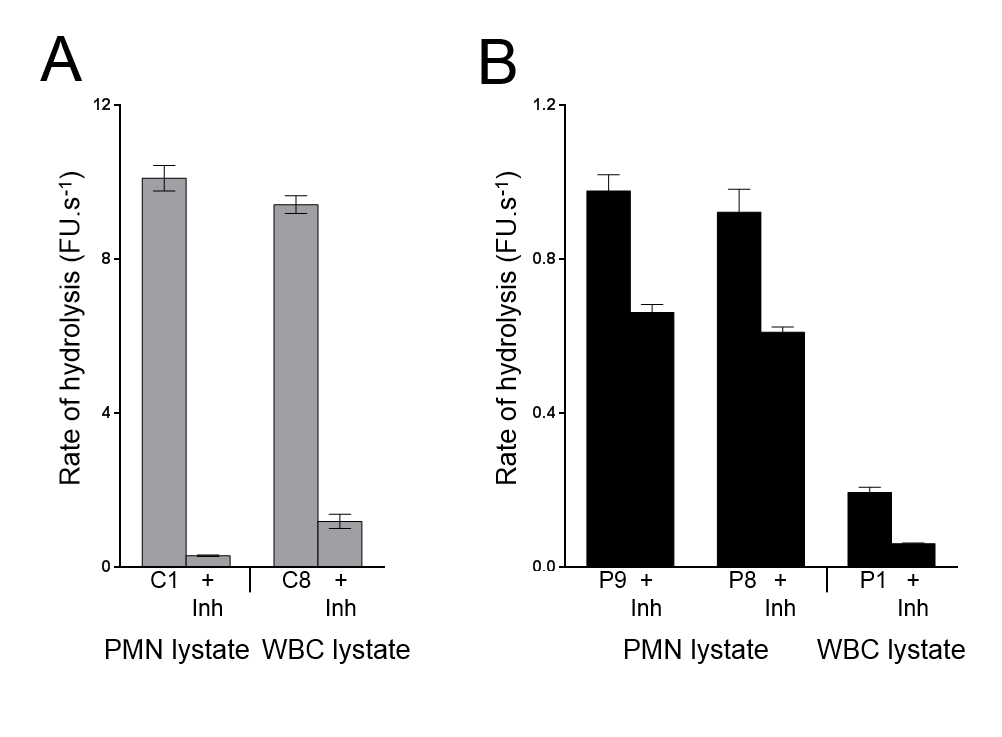 A
Rate of hydrolysis (FU.s-1)
12
8
4
0
C1 + C8 +
Inh Inh
PMN lystate WBC lystate
B
Rate of hydrolysis (FU.s-1)
1.2
0.8
0.4
0.0
P9 + P8 + P1 +
Inh Inh Inh
PMN lystate WBC lystate